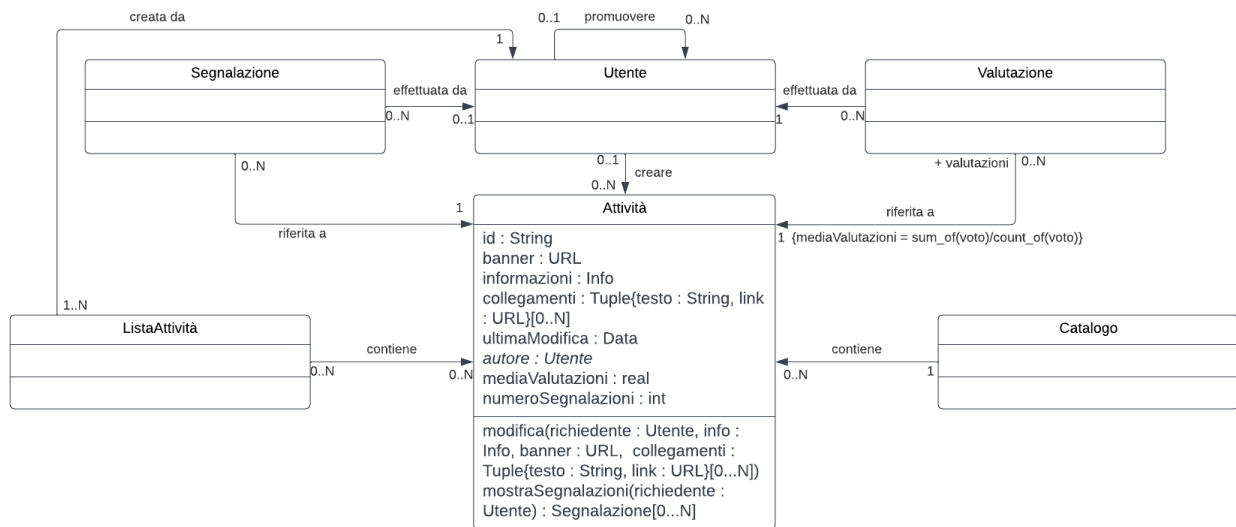 creata da
0..1
promuovere
0..N
1
Segnalazione
Utente
Valutazione
effettuata da
0..N
0..1
effettuata da
1
0..N
0..N
0..1
creare
0..N
+ valutazioni
0..N
riferita a
1
riferita a
1
{mediaValutazioni = sum_of(voto)/count_of(voto)}
Attività
id : String
banner : URL
informazioni : Info
collegamenti : Tuple{testo : String, link
: URL}[0..N]
ultimaModifica : Data
autore : Utente
mediaValutazioni : real
numeroSegnalazioni : int
modifica(richiedente : Utente, info :
Info, banner : URL,  collegamenti :
Tuple{testo : String, link : URL}[0...N])
mostraSegnalazioni(richiedente :
Utente) : Segnalazione[0...N]
1..N
ListaAttività
contiene
0..N
0..N
Catalogo
contiene
0..N
1